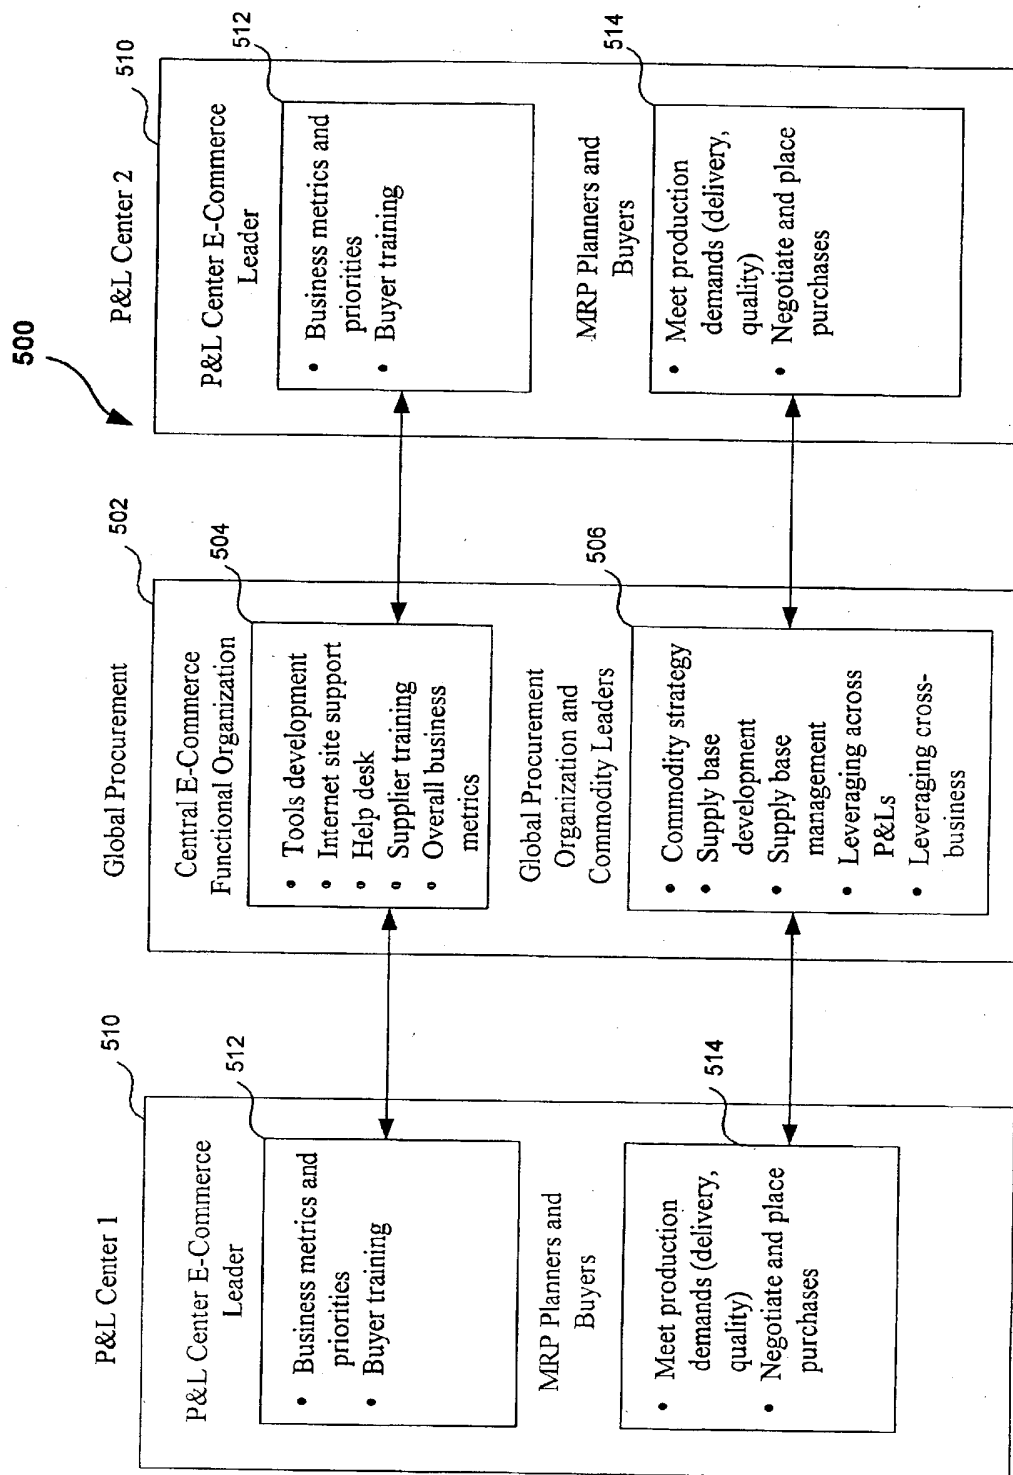 500
P&L Center 1
510
P&L Center E-Commerce
Leader
512
• Business metrics and
priorities
• Buyer training
MRP Planners and
Buyers
514
• Meet production
demands (delivery,
quality)
• Negotiate and place
purchases
Global Procurement
502
Central E-Commerce
Functional Organization
504
• Tools development
• Internet site support
• Help desk
• Supplier training
• Overall business
metrics
Global Procurement
Organization and
Commodity Leaders
506
• Commodity strategy
• Supply base
development
• Supply base
management
• Leveraging across
P&Ls
• Leveraging cross-
business
P&L Center 2
510
P&L Center E-Commerce
Leader
512
• Business metrics and
priorities
• Buyer training
MRP Planners and
Buyers
514
• Meet production
demands (delivery,
quality)
• Negotiate and place
purchases